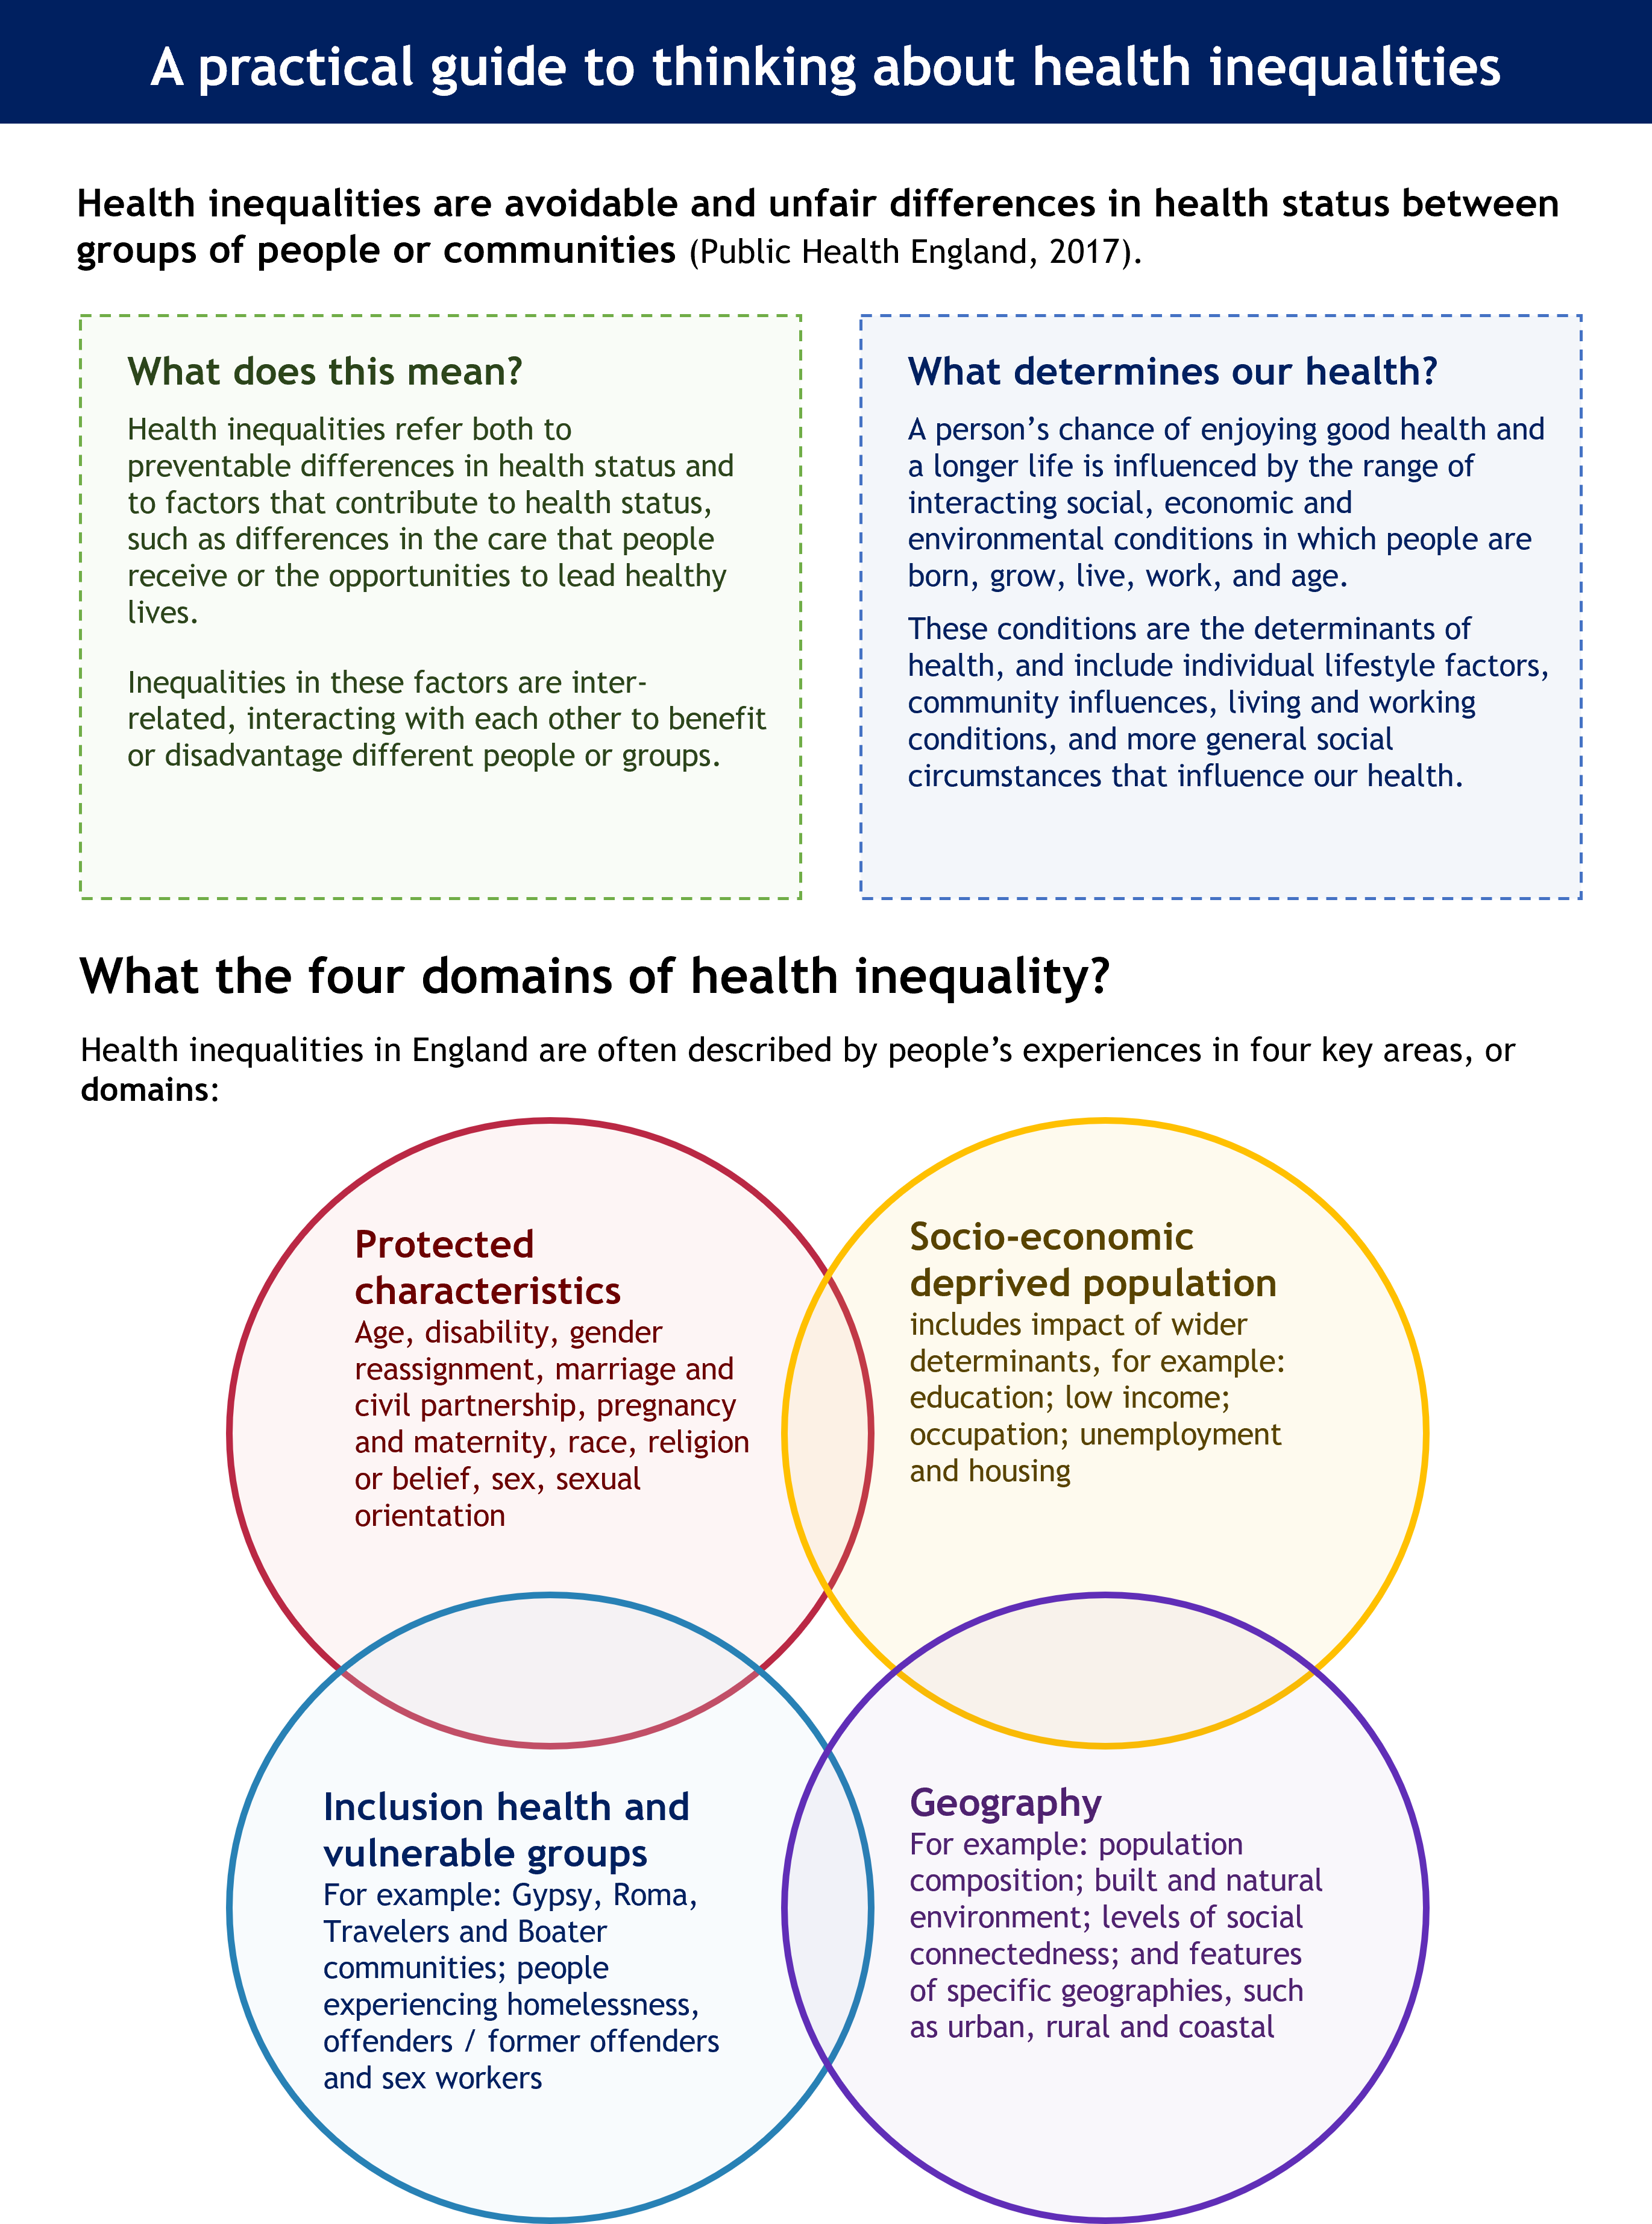 A practical guide to thinking about health inequalities
Health inequalities are avoidable and unfair differences in health status between
groups of people or communities (Public Health England, 2017).
What does this mean?
Health inequalities refer both to
preventable differences in health status and
to factors that contribute to health status,
such as differences in the care that people
receive or the opportunities to lead healthy
lives.
Inequalities in these factors are inter-
related, interacting with each other to benefit
or disadvantage different people or groups.
What determines our health?
A person’s chance of enjoying good health and
a longer life is influenced by the range of
interacting social, economic and
environmental conditions in which people are
born, grow, live, work, and age.
These conditions are the determinants of
health, and include individual lifestyle factors,
community influences, living and working
conditions, and more general social
circumstances that influence our health.
What the four domains of health inequality?
Health inequalities in England are often described by people’s experiences in four key areas, or
domains:
Protected
characteristics
Age, disability, gender
reassignment, marriage and
civil partnership, pregnancy
and maternity, race, religion
or belief, sex, sexual
orientation
Socio-economic
deprived population
includes impact of wider
determinants, for example:
education; low income;
occupation; unemployment
and housing
Inclusion health and
vulnerable groups
For example: Gypsy, Roma,
Travelers and Boater
communities; people
experiencing homelessness,
offenders / former offenders
and sex workers
Geography
For example: population
composition; built and natural
environment; levels of social
connectedness; and features
of specific geographies, such
as urban, rural and coastal